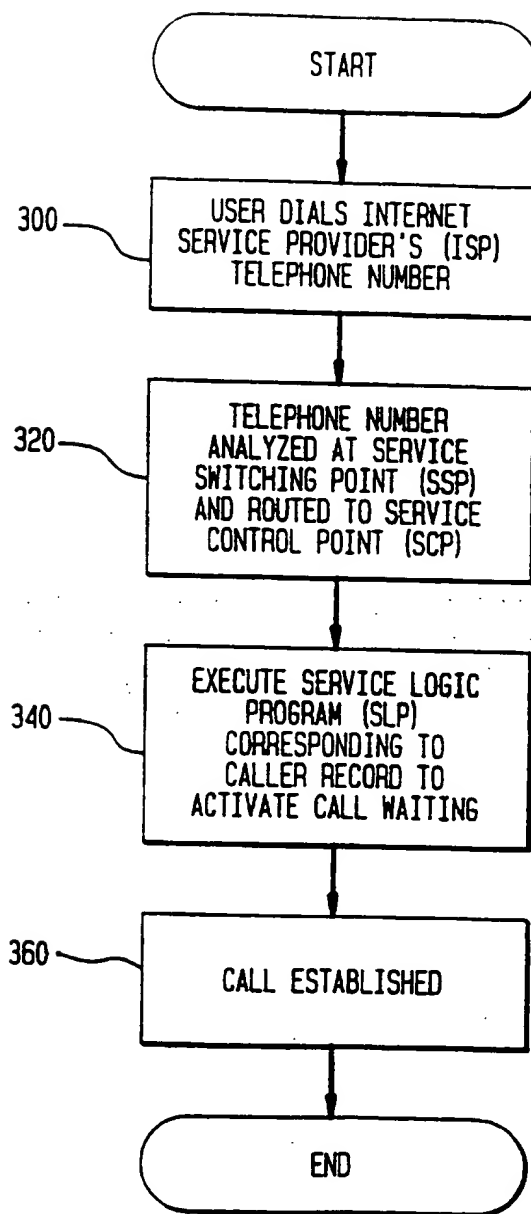 START
300
USER DIALS INTERNET
SERVICE PROVIDER'S (ISP)
TELEPHONE NUMBER
320
TELEPHONE NUMBER
ANALYZED AT SERVICE
SWITCHING POINT (SSP)
AND ROUTED TO SERVICE
CONTROL POINT (SCP)
340
EXECUTE SERVICE LOGIC
PROGRAM (SLP)
CORRESPONDING TO
CALLER RECORD TO
ACTIVATE CALL WAITING
360
CALL ESTABLISHED
END